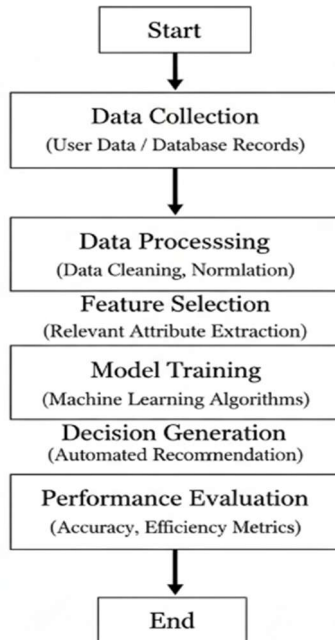 Start
Data Collection
(User Data / Database Records)
Data Processsing
(Data Cleaning, Normlation)
Feature Selection
(Relevant Attribute Extraction)
Model Training
(Machine Learning Algorithms)
Decision Generation
(Automated Recommendation)
Performance Evaluation
(Accuracy, Efficiency Metrics)
End